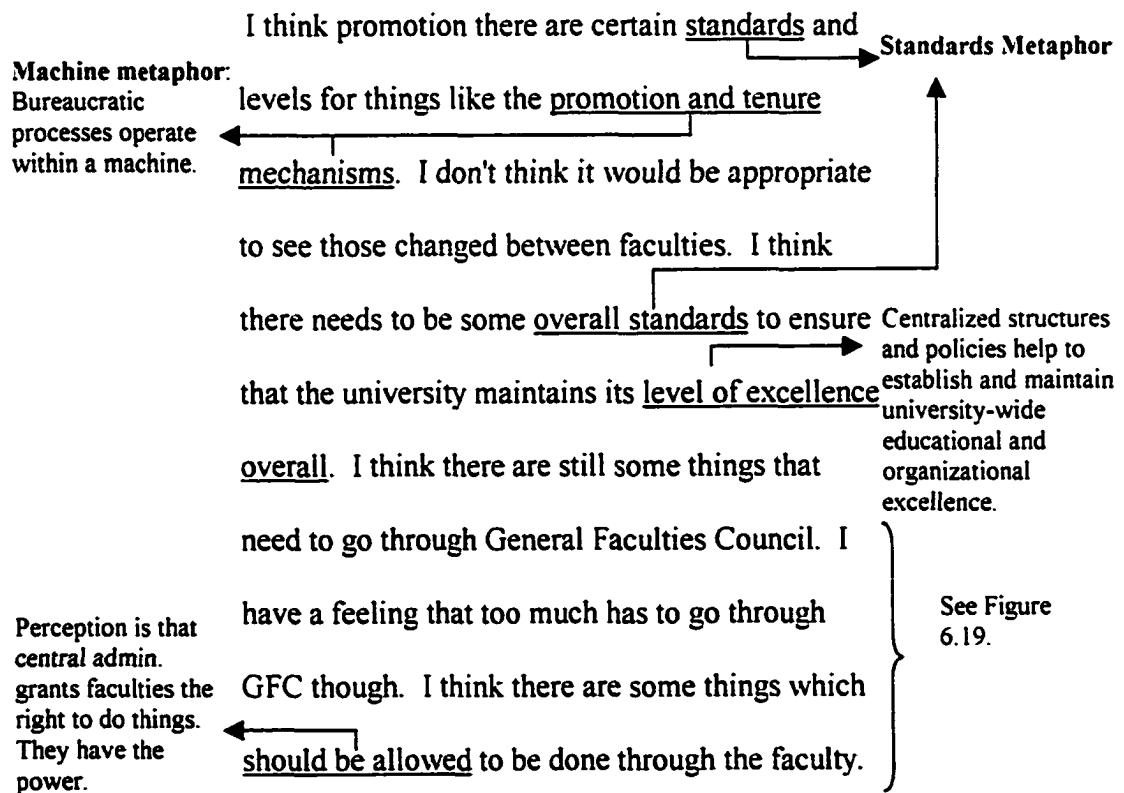 I think promotion there are certain standards and
Standards Metaphor
Machine metaphor:
Bureaucratic
processes operate
within a machine.
levels for things like the promotion and tenure
mechanisms. I don't think it would be appropriate
to see those changed between faculties. I think
there needs to be some overall standards to ensure
that the university maintains its level of excellence
overall. I think there are still some things that
Centralized structures
and policies help to
establish and maintain
university-wide
educational and
organizational
excellence.
need to go through General Faculties Council. I
have a feeling that too much has to go through
GFC though. I think there are some things which
should be allowed to be done through the faculty.
See Figure
6.19.
Perception is that
central admin.
grants faculties the
right to do things.
They have the
power.